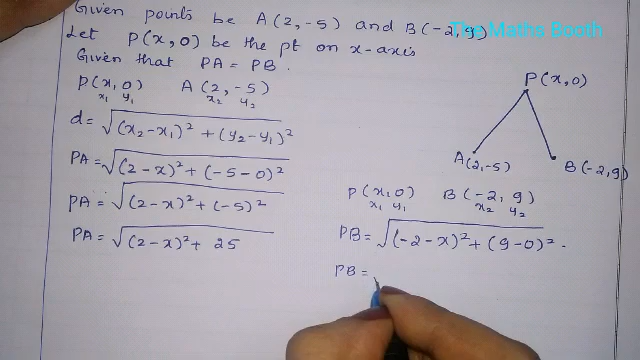 Given points be A(2,-5) and B(-2,9)
The Maths Booth
Let P(x,0) be the pt on x-axis
Given that PA = PB.
P(x,0) A(2,-5)
x₁ y₁ x₂ y₂
d = √(x₂-x₁)² + (y₂-y₁)²
PA = √(2-x)² + (-5-0)²
PA = √(2-x)² + (-5)²
PA = √(2-x)² + 25
P(x,0)
A(2,-5) B(-2,9)
P(x,0) B(-2, 9)
x₁ y₁ x₂ y₂
PB = √(-2-x)² + (9-0)².
PB =